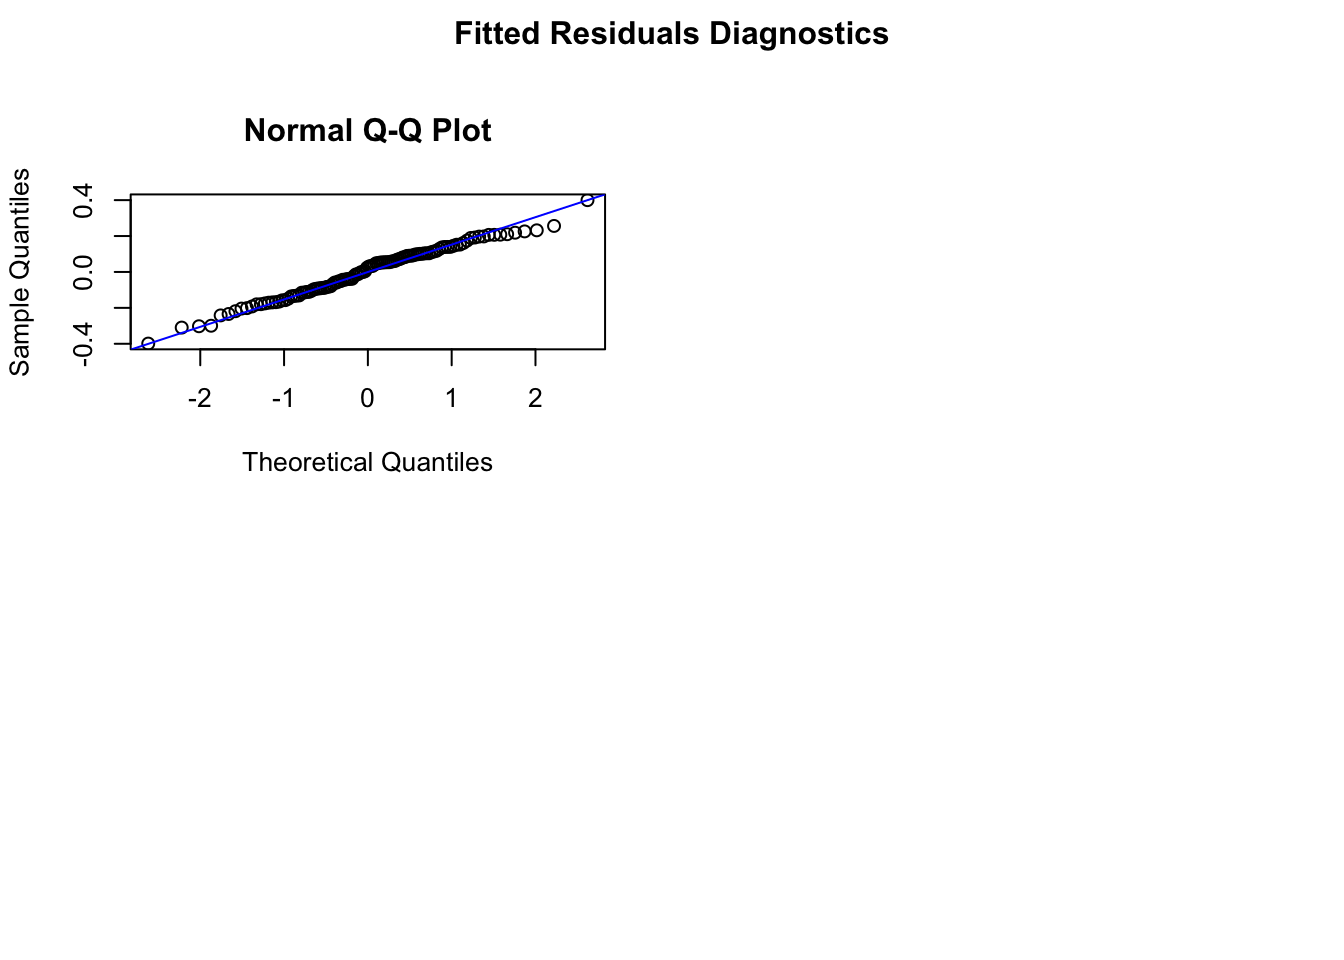 Fitted Residuals Diagnostics
Normal Q-Q Plot
Sample Quantiles
0.4
0.0
-0.4
-2 -1 0 1 2
Theoretical Quantiles